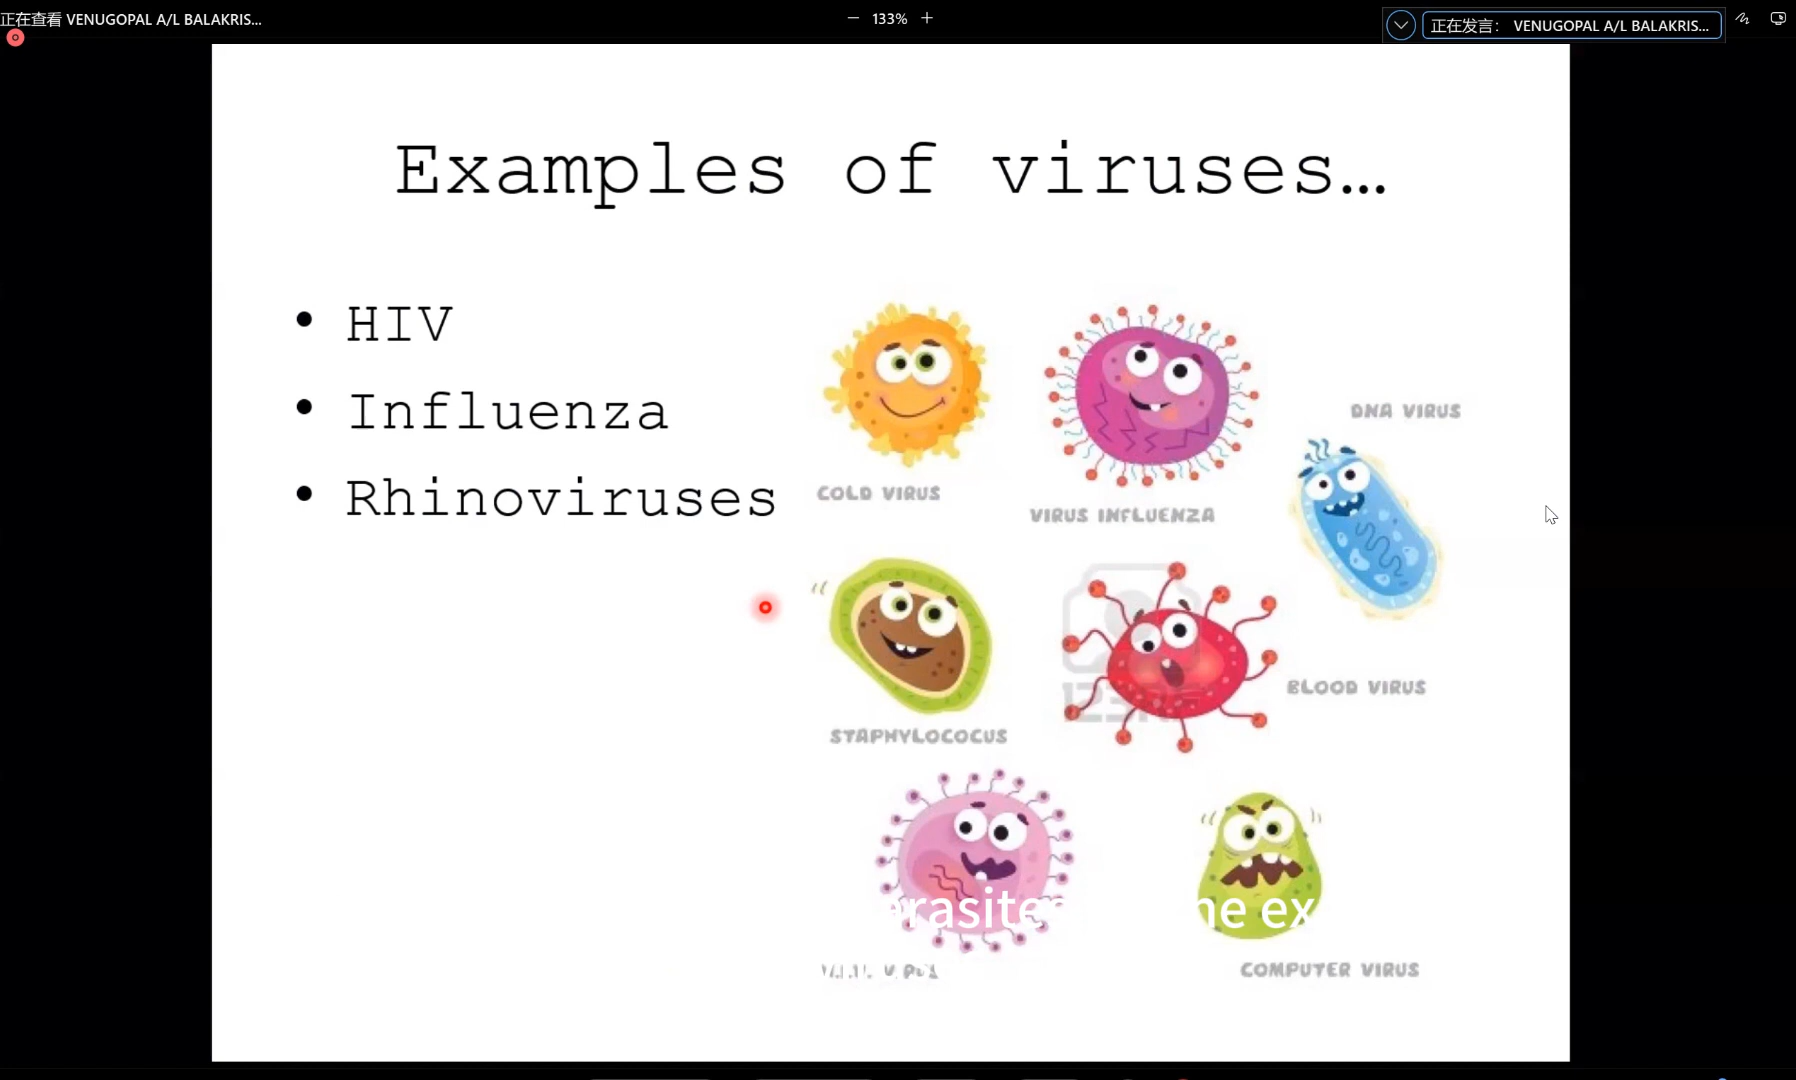 正在查看 VENUGOPAL A/L BALAKRIS...
133%
正在发言: VENUGOPAL A/L BALAKRIS...
Examples of viruses…
• HIV
• Influenza
• Rhinoviruses
COLD VIRUS
VIRUS INFLUENZA
DNA VIRUS
STAPHYLOCOCUS
BLOOD VIRUS
COMPUTER VIRUS